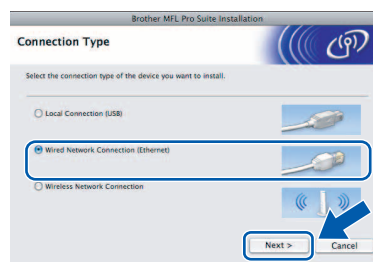 Brother MFL Pro Suite Installation
Connection Type
Select the connection type of the device you want to install.
Local Connection (USB)
Wired Network Connection (Ethernet)
Wireless Network Connection
Next >
Cancel